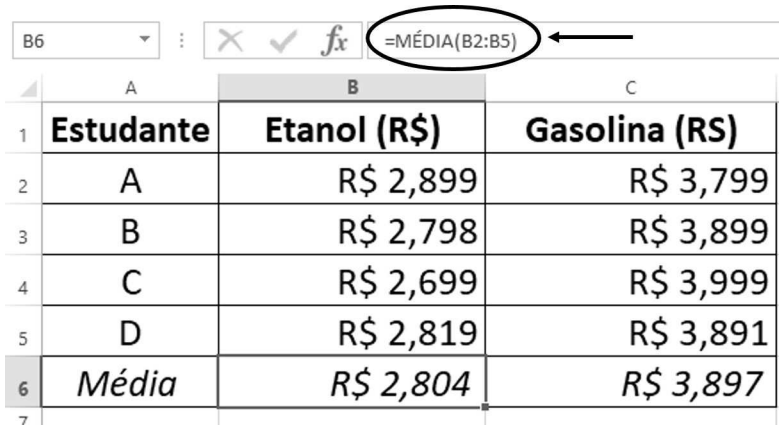 B6 fx =MÉDIA(B2:B5)
A B C
1 Estudante Etanol (R$) Gasolina (RS)
2 A R$ 2,899 R$ 3,799
3 B R$ 2,798 R$ 3,899
4 C R$ 2,699 R$ 3,999
5 D R$ 2,819 R$ 3,891
6 Média R$ 2,804 R$ 3,897
7